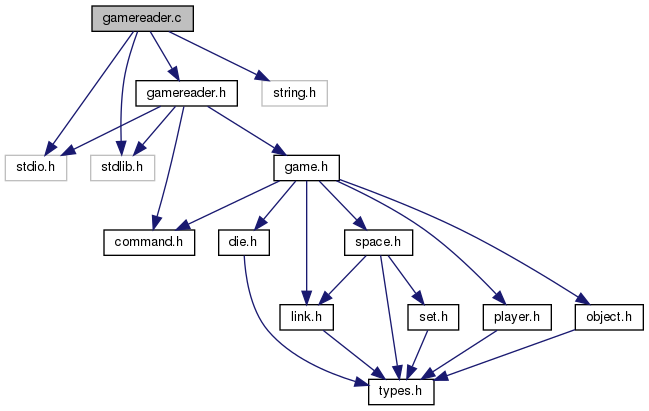 gamereader.c
gamereader.h
string.h
stdio.h
stdlib.h
game.h
command.h
die.h
space.h
link.h
set.h
player.h
object.h
types.h